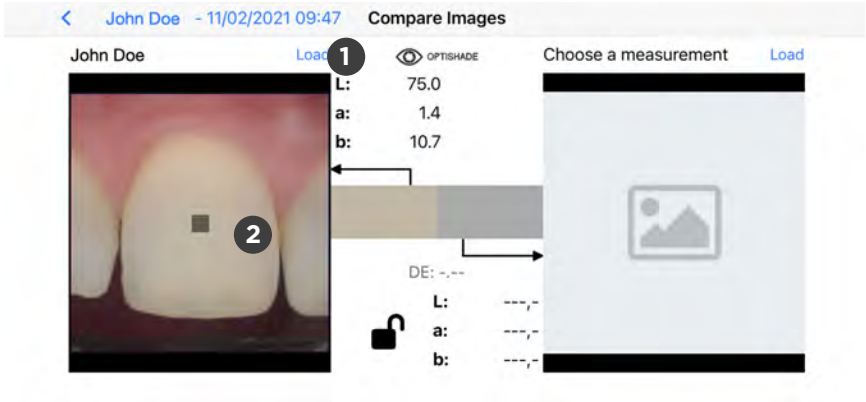 < John Doe - 11/02/2021 09:47 Compare Images
John Doe Load 1 OPTISHADE Choose a measurement Load
L: 75.0
a: 1.4
b: 10.7
2
DE: -.--
L: ---,-
a: ---,-
b: ---,-